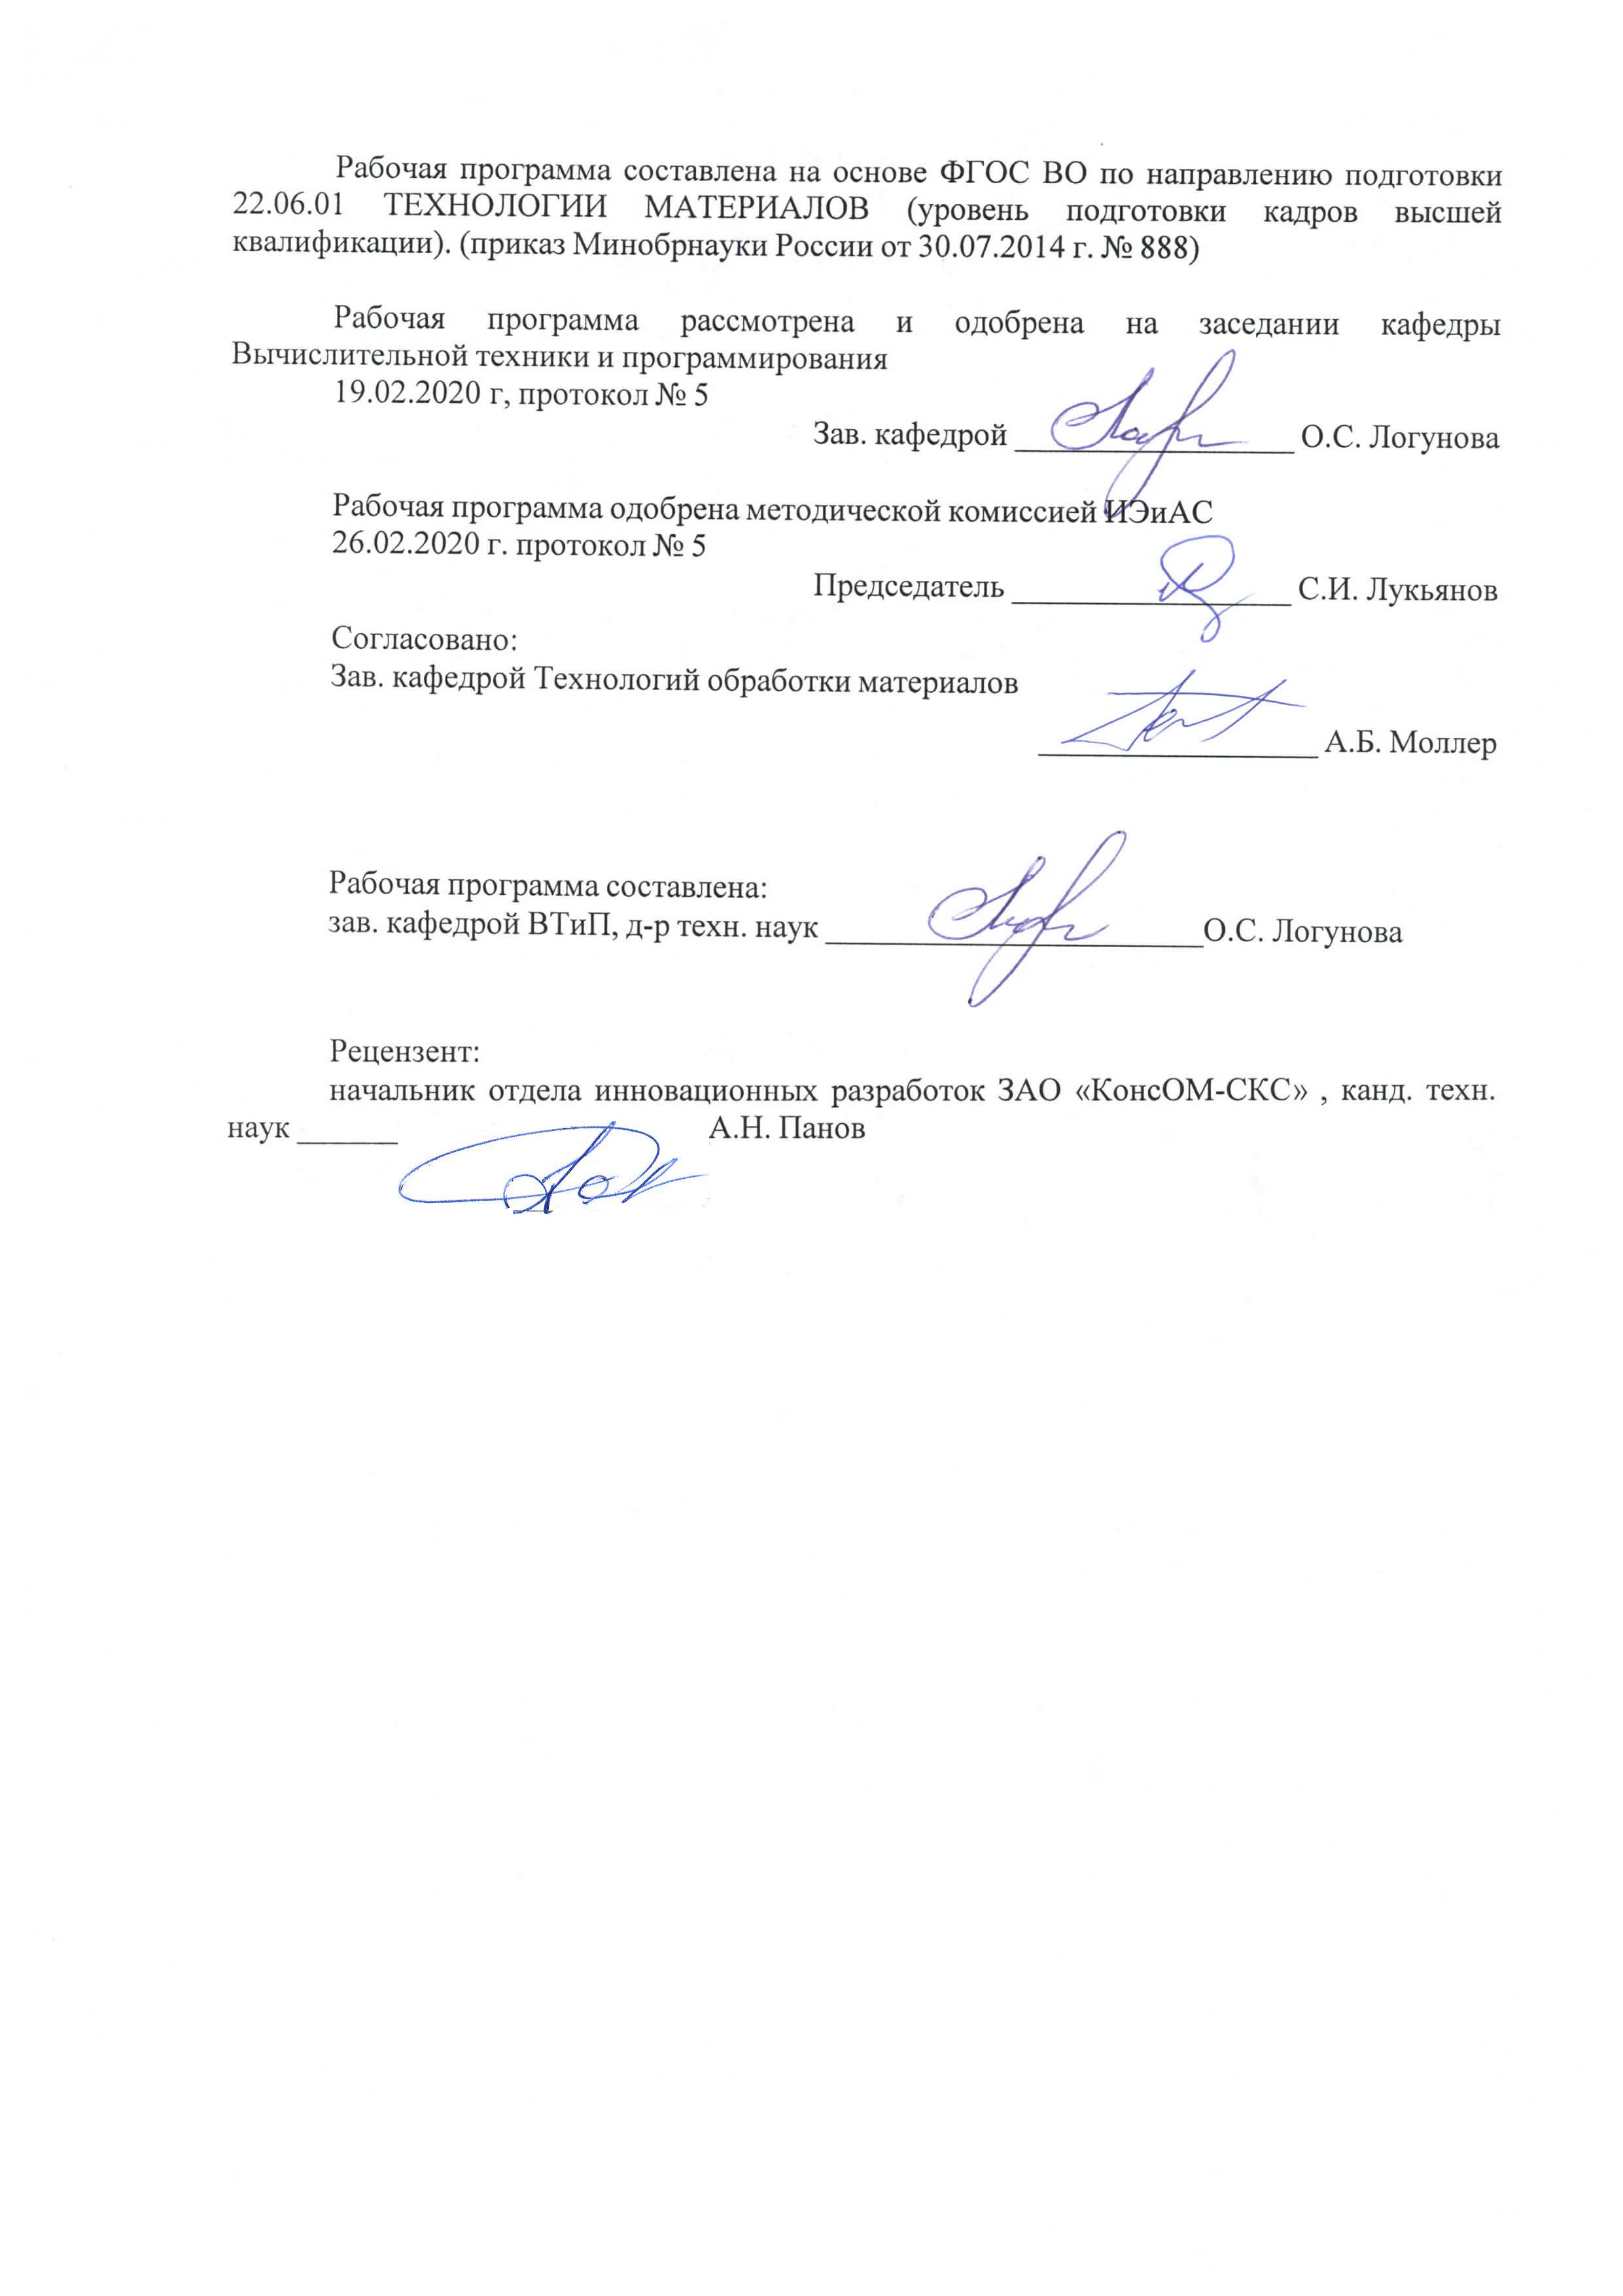 Рабочая программа составлена на основе ФГОС ВО по направлению подготовки
22.06.01 ТЕХНОЛОГИИ МАТЕРИАЛОВ (уровень подготовки кадров высшей
квалификации). (приказ Минобрнауки России от 30.07.2014 г. № 888)
Рабочая программа рассмотрена и одобрена на заседании кафедры
Вычислительной техники и программирования
19.02.2020 г, протокол № 5
Зав. кафедрой ________________ О.С. Логунова
Рабочая программа одобрена методической комиссией ИЭиАС
26.02.2020 г. протокол № 5
Председатель ________________ С.И. Лукьянов
Согласовано:
Зав. кафедрой Технологий обработки материалов
________________ А.Б. Моллер
Рабочая программа составлена:
зав. кафедрой ВТиП, д-р техн. наук ______________________О.С. Логунова
Рецензент:
начальник отдела инновационных разработок ЗАО «КонсОМ-СКС» , канд. техн.
наук ______ А.Н. Панов